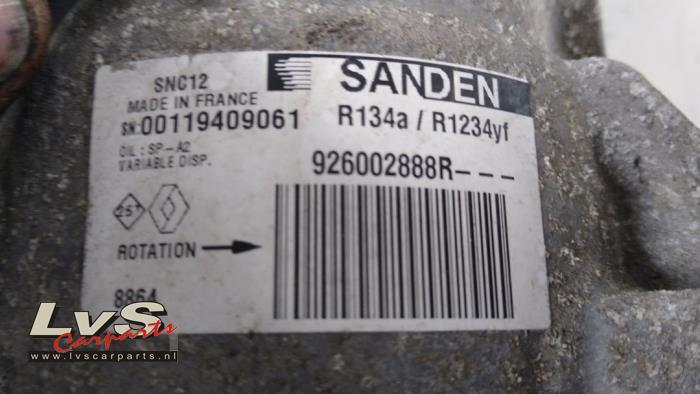 SNC12
SANDEN
MADE IN FRANCE
SN:00119409061
R134a / R1234yf
OIL: SP-A2
VARIABLE DISP.
926002888R---
ROTATION
8864
LvS
Carparts
www.lvscarparts.nl